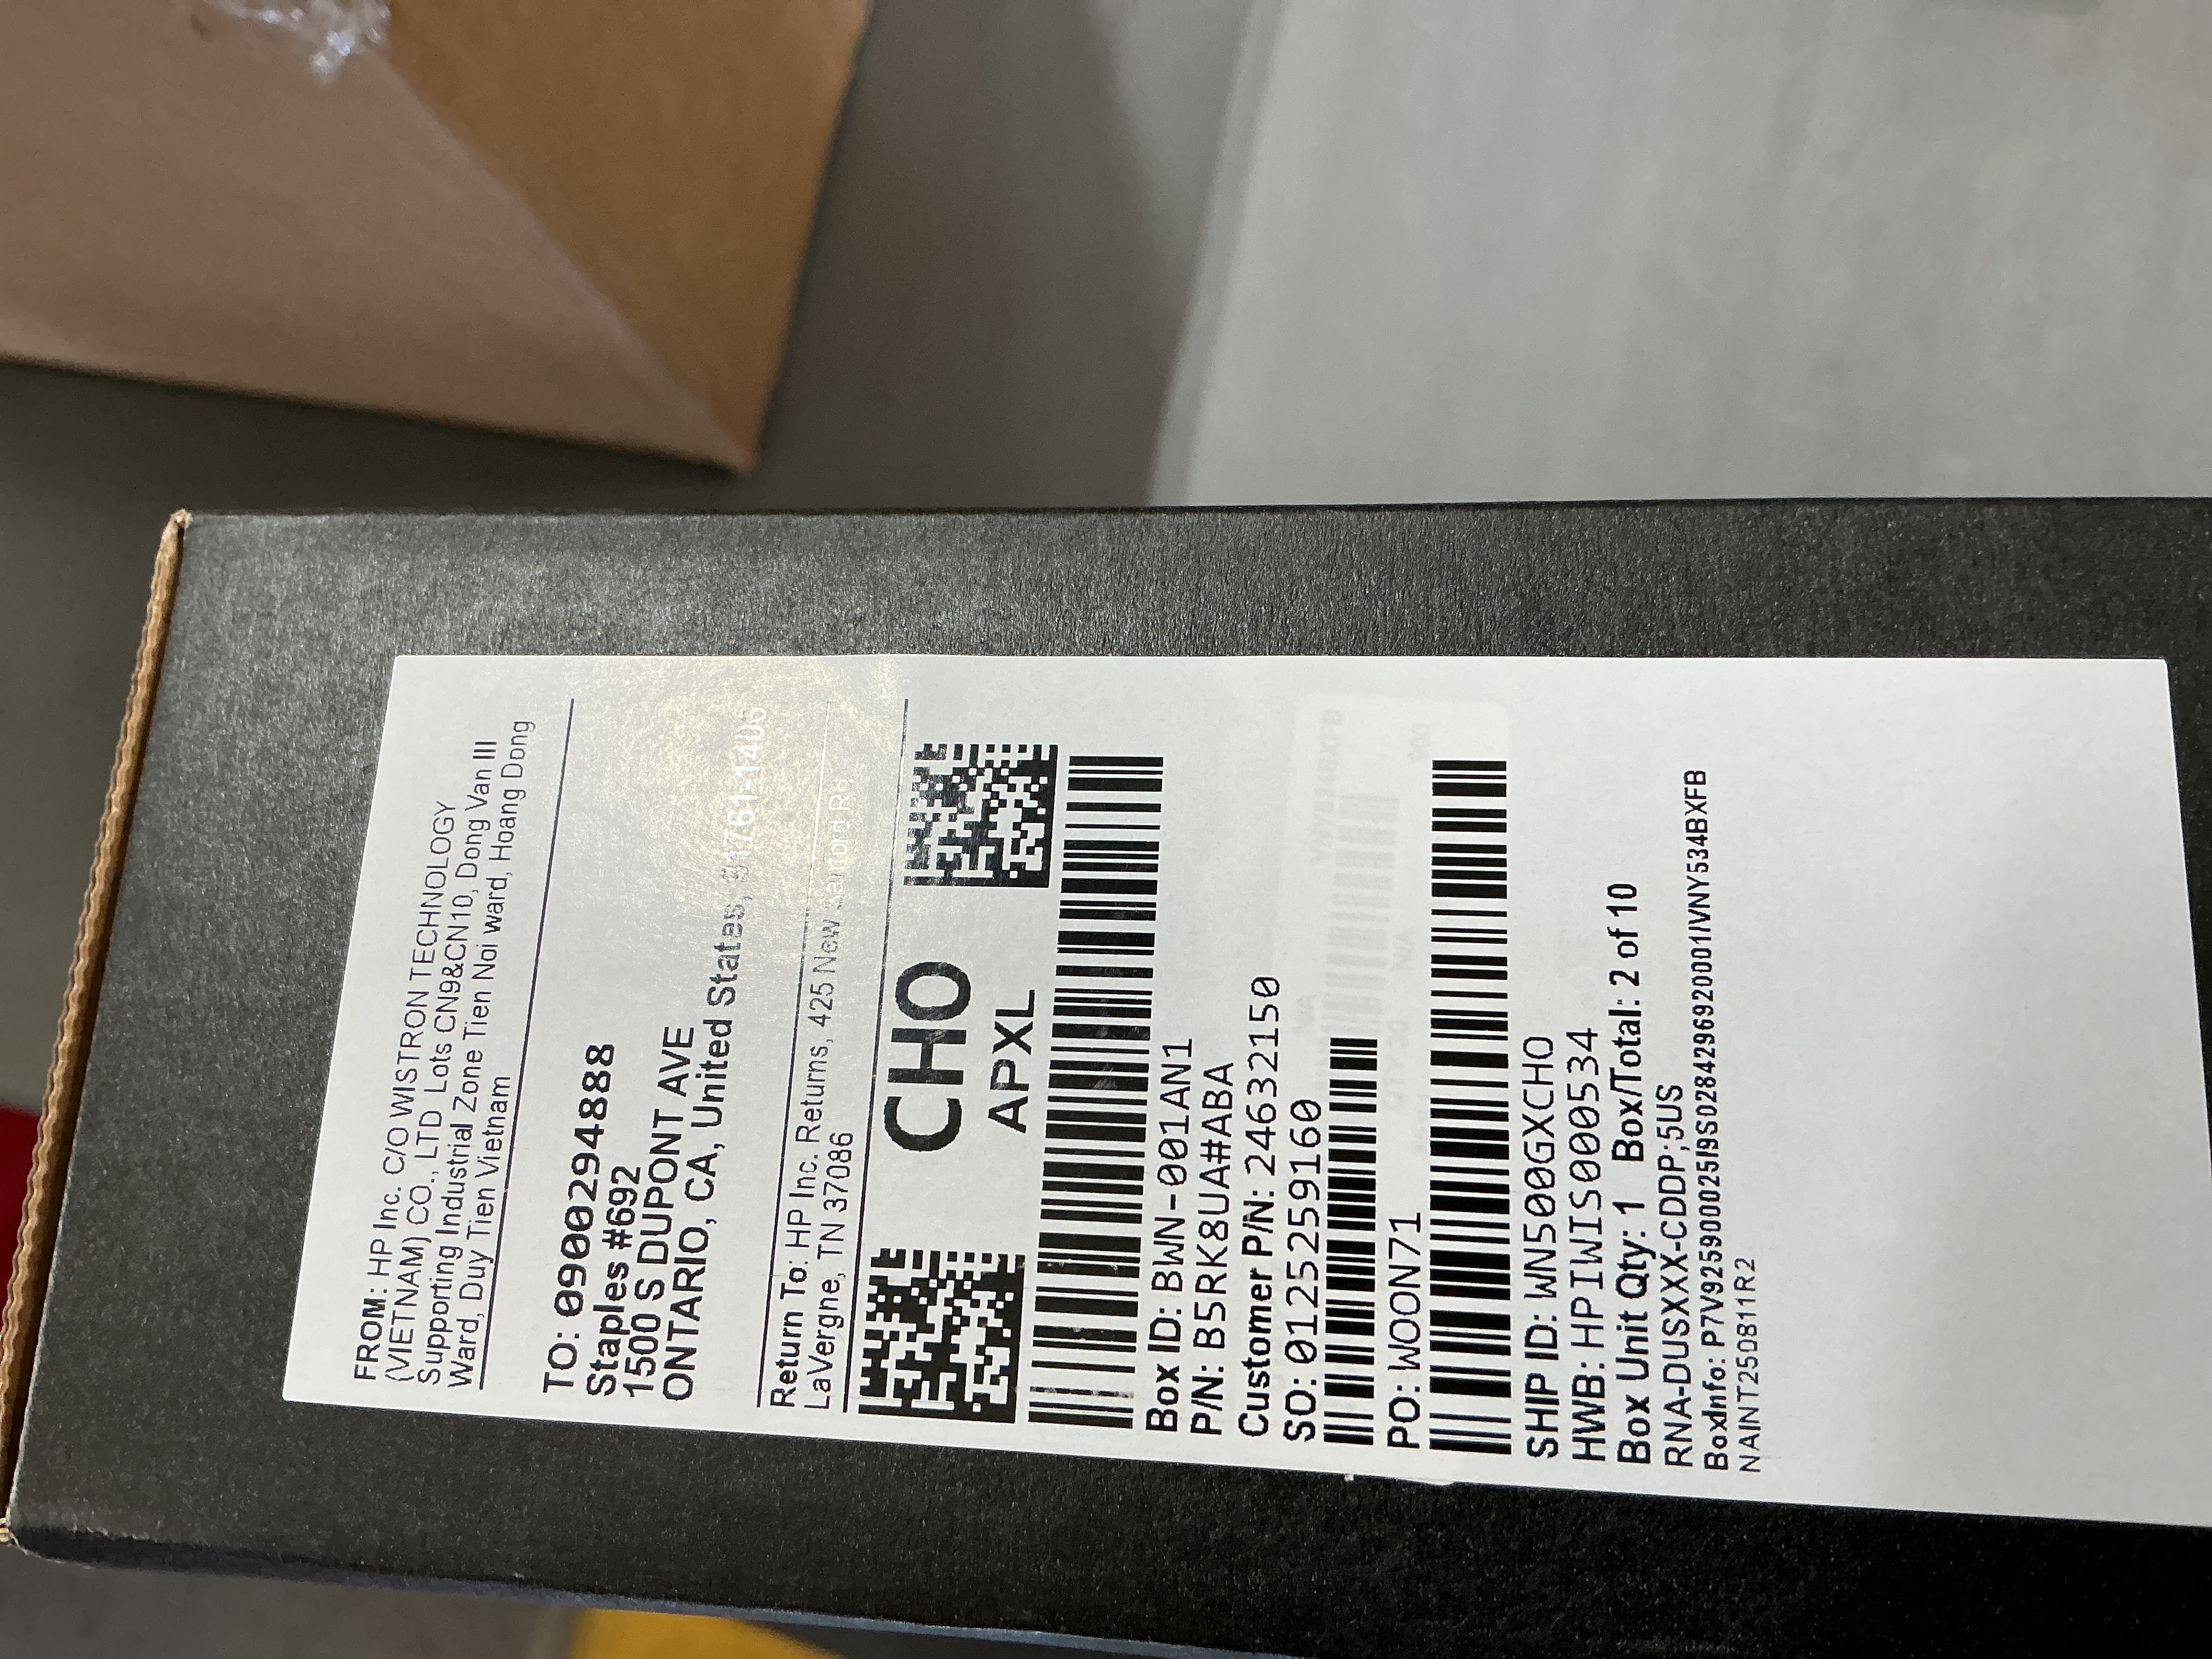 FROM: HP Inc. C/O WISTRON TECHNOLOGY
(VIETNAM) CO., LTD Lots CN9&CN10, Dong Van III
Supporting Industrial Zone Tien Noi ward, Hoang Dong
Ward, Duy Tien Vietnam
TO: 0900294888
Staples #692
1500 S DUPONT AVE
ONTARIO, CA, United States, 91761-1406
Return To: HP Inc. Returns, 425 New Sanford Rd,
LaVergne, TN 37086
CHO
APXL
Box ID: BWN-001AN1
P/N: B5RK8UA#ABA
Customer P/N: 24632150
SO: 0125259160
PO: WOON71
SHIP ID: WN500GXCHO
HWB: HPIWIS000534
Box Unit Qty: 1 Box/Total: 2 of 10
RNA-DUSXXX-CDDP;5US
BoxInfo: P7V925900025I9S0284296920001IVNY534BXFB
NAINT250811R2